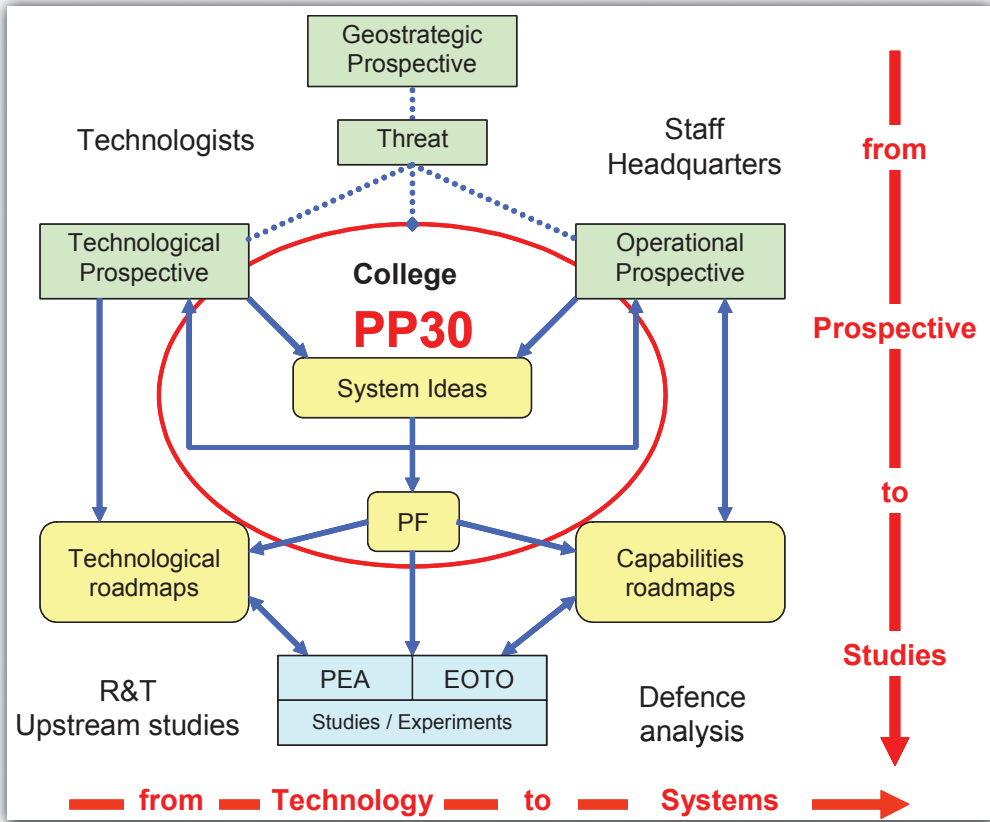 Geostrategic
Prospective
Technologists
Threat
Staff
Headquarters
from
Technological
Prospective
Operational
Prospective
College
PP30
Prospective
System Ideas
to
PF
Technological
roadmaps
Capabilities
roadmaps
Studies
PEA
EOTO
Studies / Experiments
R&T
Upstream studies
Defence
analysis
from Technology to Systems